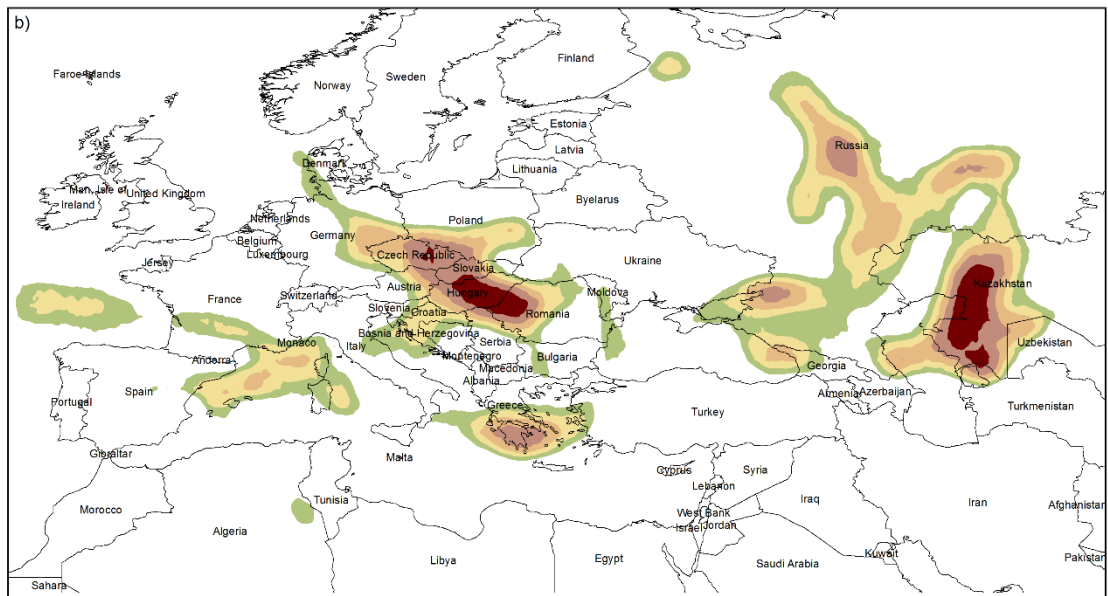 b)
Faroe Islands
Finland
Sweden
Norway
Estonia
Russia
Latvia
Denmark
Lithuania
Man, Isle of
United Kingdom
Ireland
Byelarus
Netherlands
Poland
Germany
Belgium
Czech Republic
Luxembourg
Ukraine
Jersey
Slovakia
Kazakhstan
Austria
Hungary
Moldova
France
Switzerland
Slovenia
Croatia
Romania
Bosnia and Herzegovina
Serbia
Monaco
Italy
Uzbekistan
Montenegro
Bulgaria
Andorra
Macedonia
Georgia
Albania
Spain
Armenia
Azerbaijan
Portugal
Greece
Turkmenistan
Turkey
Gibraltar
Malta
Cyprus
Syria
Lebanon
Tunisia
Iraq
Iran
Morocco
West Bank
Afghanistan
Israel
Jordan
Algeria
Kuwait
Pakistan
Libya
Egypt
Saudi Arabia
Sahara